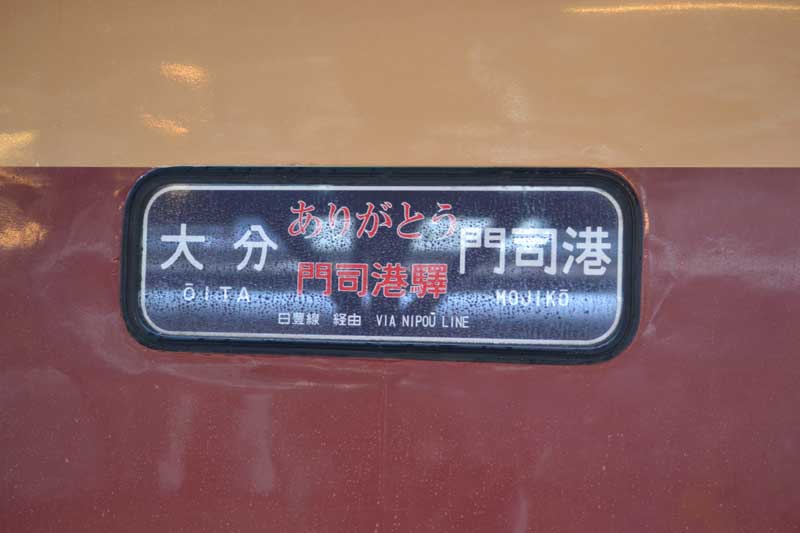 ありがとう
大分 門司港
門司港驛
ŌITA MOJIKŌ
日豊線 経由 VIA NIPOŪ LINE